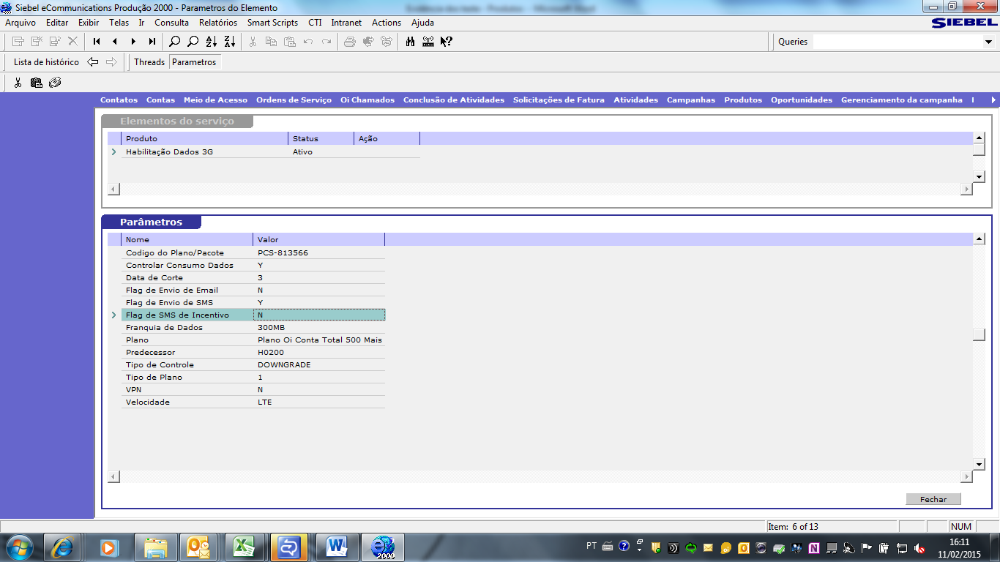 Siebel eCommunications Produção 2000 - Parametros do Elemento
Arquivo Editar Exibir Telas Ir Consulta Relatórios Smart Scripts CTI Intranet Actions Ajuda
SIEBEL
Queries
Lista de histórico Threads Parametros
Contatos Contas Meio de Acesso Ordens de Serviço Oi Chamados Conclusão de Atividades Solicitações de Fatura Atividades Campanhas Produtos Oportunidades Gerenciamento da campanha
Elementos do serviço
Produto Status Ação
Habilitação Dados 3G Ativo
Parâmetros
Nome Valor
Codigo do Plano/Pacote PCS-813566
Controlar Consumo Dados Y
Data de Corte 3
Flag de Envio de Email N
Flag de Envio de SMS Y
Flag de SMS de Incentivo N
Franquia de Dados 300MB
Plano Plano Oi Conta Total 500 Mais
Predecessor H0200
Tipo de Controle DOWNGRADE
Tipo de Plano 1
VPN N
Velocidade LTE
Fechar
Item: 6 of 13 NUM
2000
PT 16:11
11/02/2015